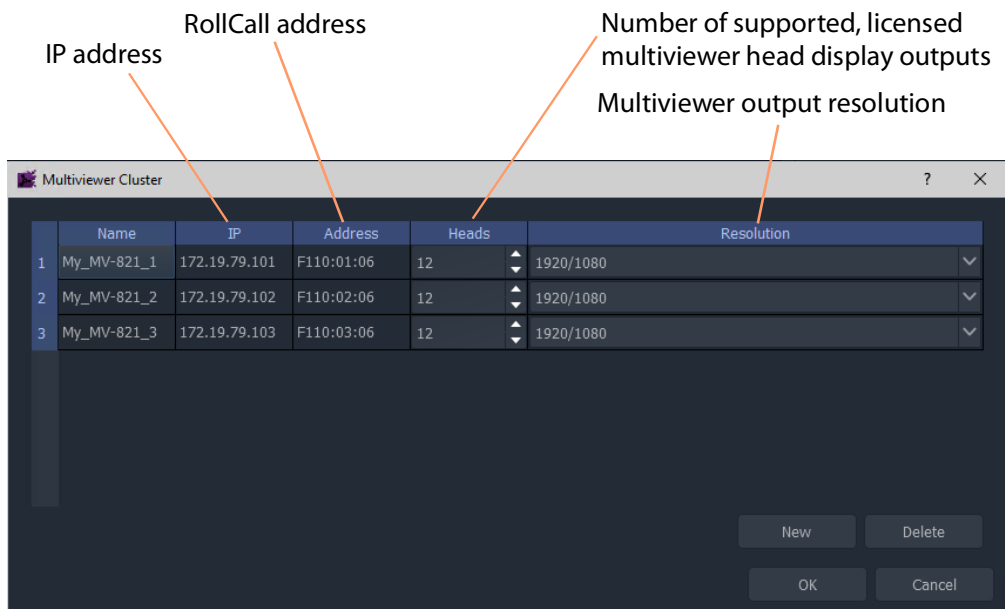 RollCall address
IP address
Number of supported, licensed
multiviewer head display outputs
Multiviewer output resolution
Multiviewer Cluster ?
Name IP Address Heads Resolution
1 My_MV-821_1 172.19.79.101 F110:01:06 12 1920/1080
2 My_MV-821_2 172.19.79.102 F110:02:06 12 1920/1080
3 My_MV-821_3 172.19.79.103 F110:03:06 12 1920/1080
New Delete
OK Cancel